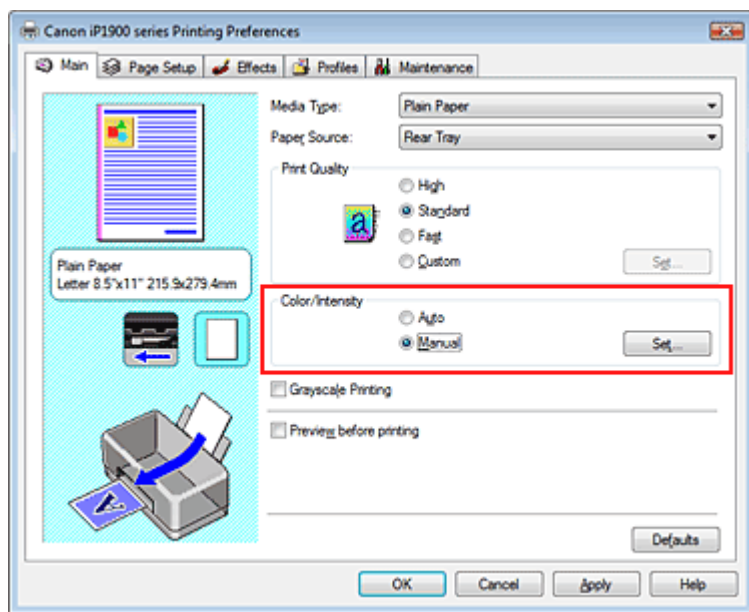 Canon iP1900 series Printing Preferences
Main Page Setup Effects Profiles Maintenance
Media Type: Plain Paper
Paper Source: Rear Tray
Print Quality
High
a Standard
Fast
Custom Set...
Plain Paper
Letter 8.5"x11" 215.9x279.4mm
Color/Intensity
Auto
Manual Set...
Grayscale Printing
Preview before printing
Defaults
OK Cancel Apply Help